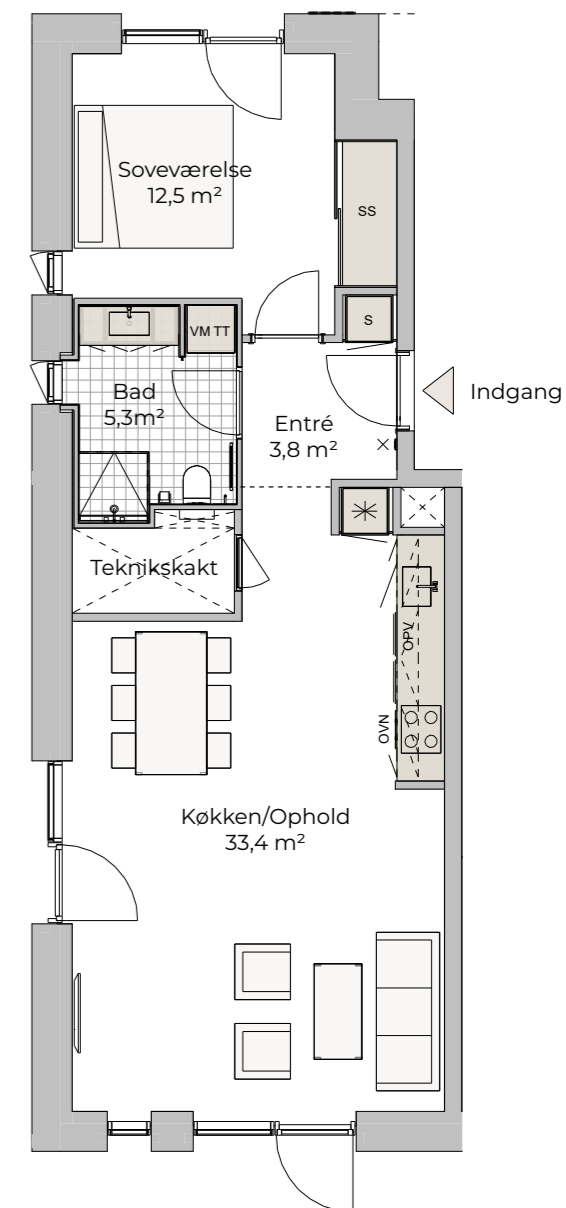 Soveværelse
12,5 m²
SS
S
VM TT
Bad
5,3m²
Entré
3,8 m²
Indgang
Teknikskakt
OPV
OVN
Køkken/Ophold
33,4 m²